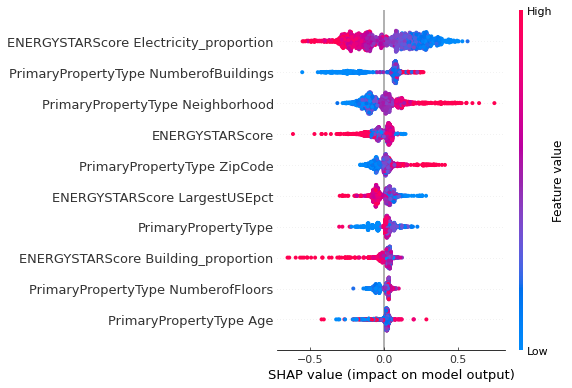 High
ENERGYSTARScore Electricity_proportion
PrimaryPropertyType NumberofBuildings
PrimaryPropertyType Neighborhood
ENERGYSTARScore
PrimaryPropertyType ZipCode
ENERGYSTARScore LargestUSEpct
PrimaryPropertyType
ENERGYSTARScore Building_proportion
PrimaryPropertyType NumberofFloors
PrimaryPropertyType Age
Feature value
Low
−0.5 0.0 0.5
SHAP value (impact on model output)